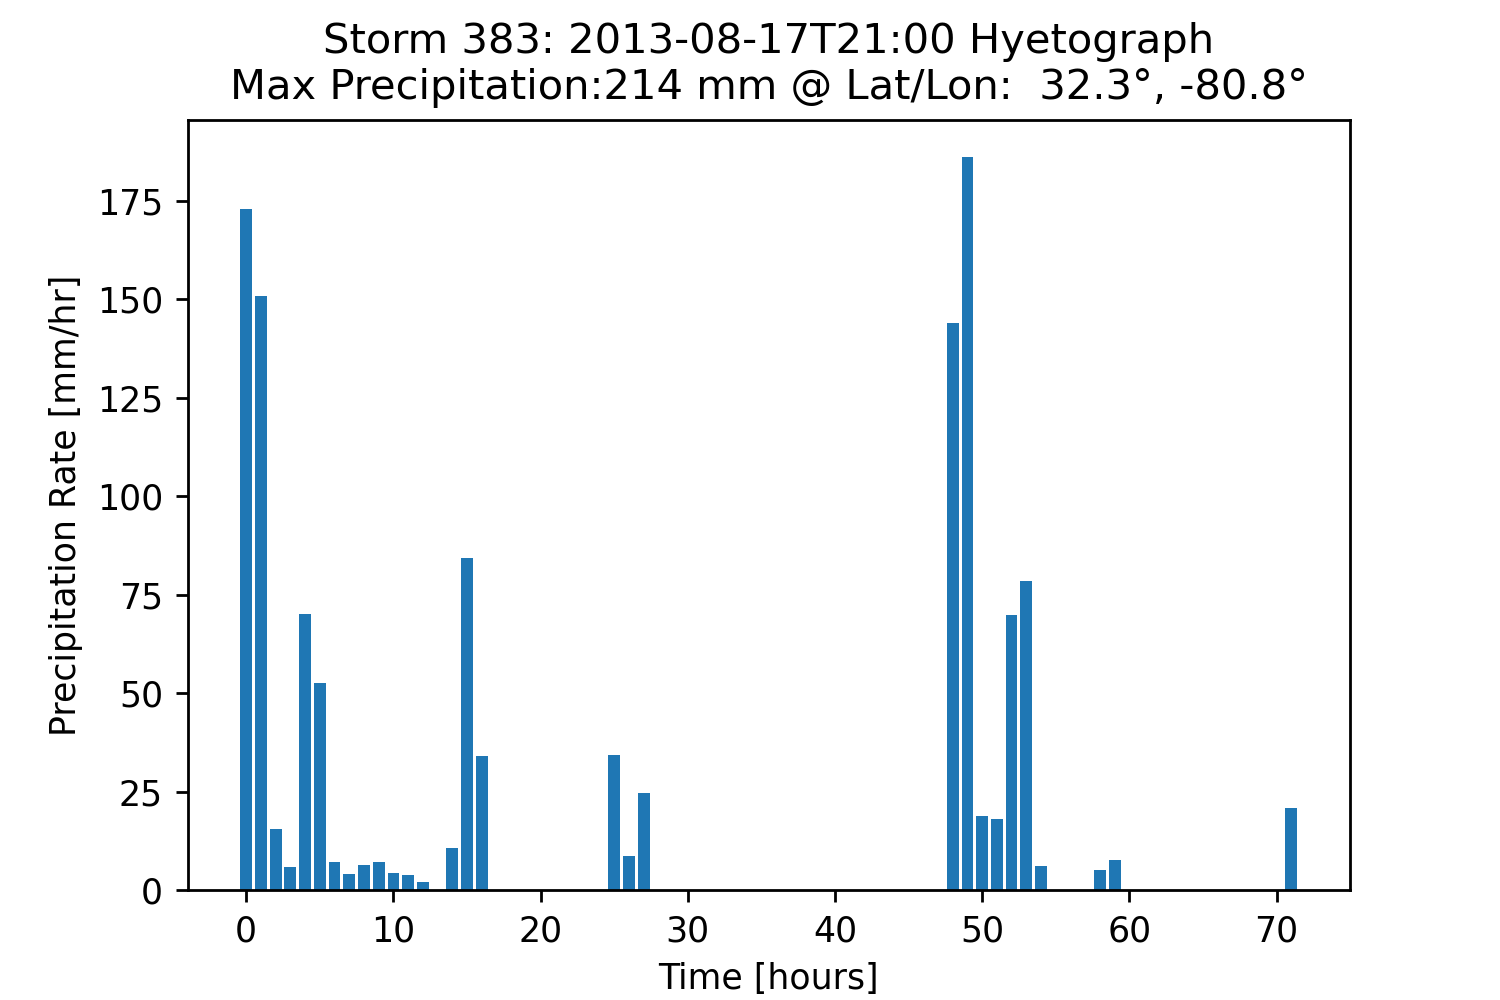 Storm 383: 2013-08-17T21:00 Hyetograph
Max Precipitation:214 mm @ Lat/Lon:  32.3°, -80.8°
Precipitation Rate [mm/hr]
175
150
125
100
75
50
25
0
0 10 20 30 40 50 60 70
Time [hours]